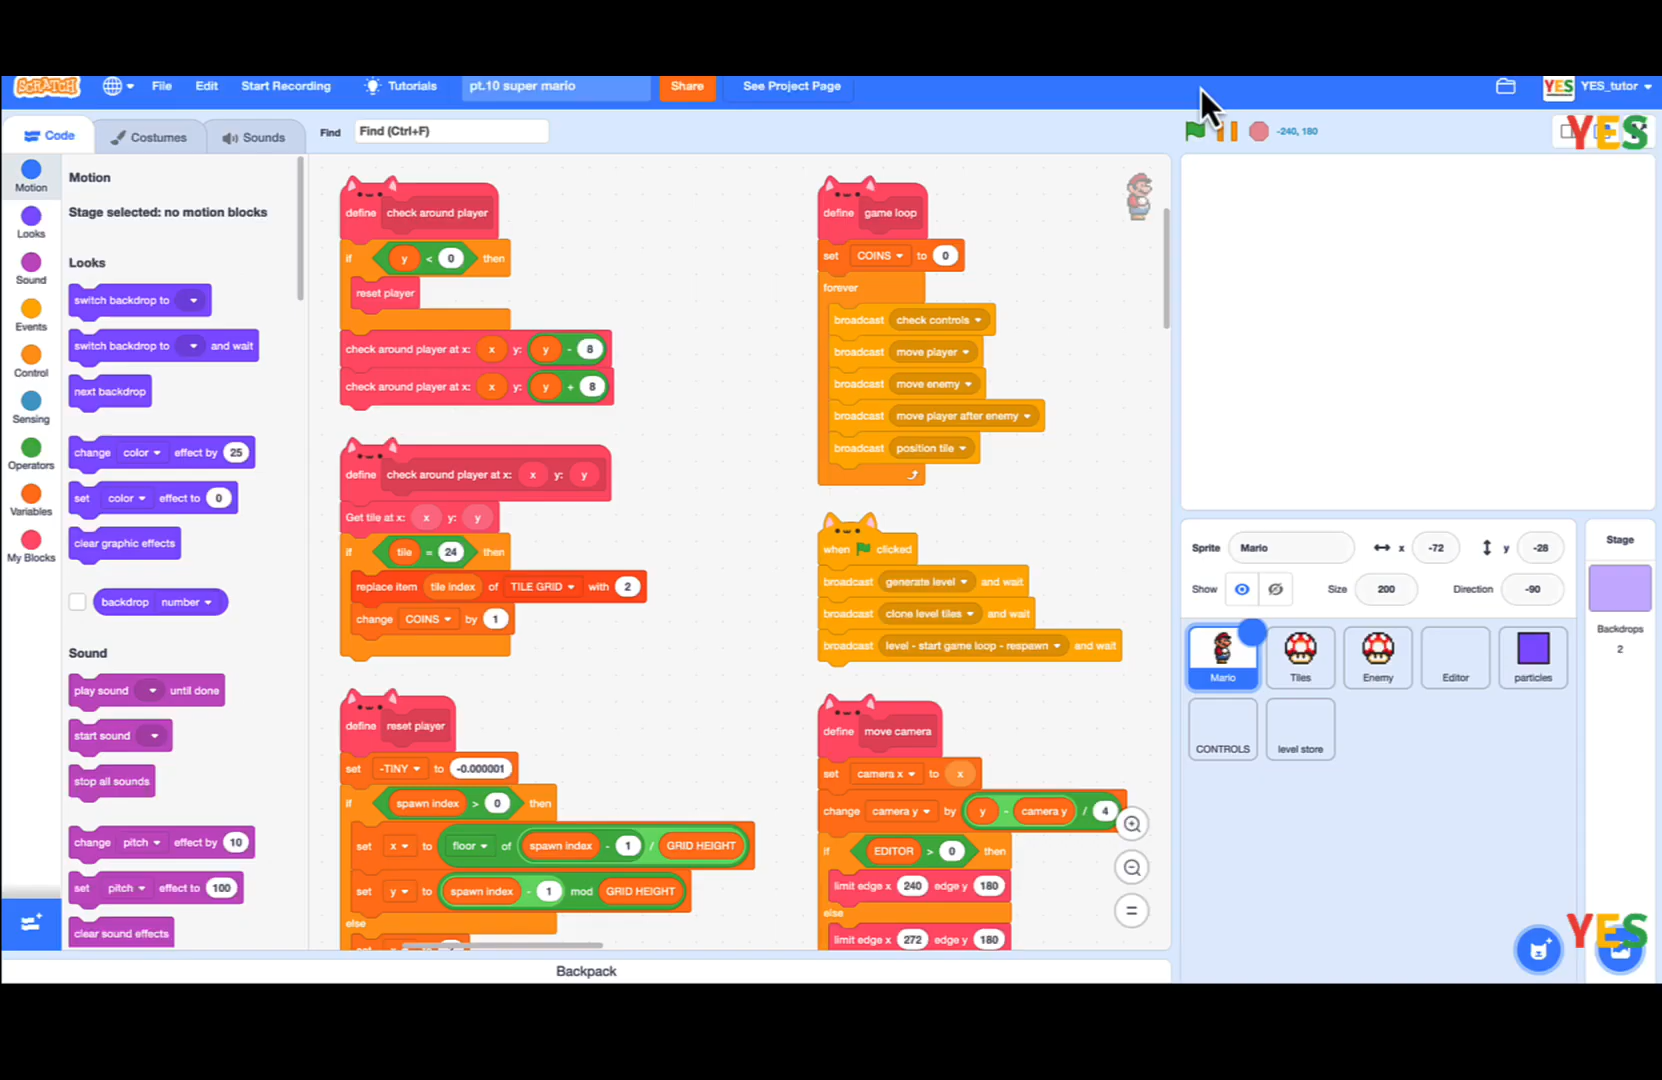 SCRATCH File Edit Start Recording Tutorials pt.10 super mario Share See Project Page YES YES_tutor
Code Costumes Sounds Find Find (Ctrl+F) -240, 180 YES
Motion
Looks
Sound
Events
Control
Sensing
Operators
Variables
My Blocks
Motion
Stage selected: no motion blocks
Looks
switch backdrop to
switch backdrop to and wait
next backdrop
change color effect by 25
set color effect to 0
clear graphic effects
backdrop number
Sound
play sound until done
start sound
stop all sounds
change pitch effect by 10
set pitch effect to 100
clear sound effects
define check around player
if y < 0 then
reset player
check around player at x: x y: y - 8
check around player at x: x y: y + 8
define check around player at x: x y: y
Get tile at x: x y: y
if tile = 24 then
replace item tile index of TILE GRID with 2
change COINS by 1
define reset player
set -TINY to -0.000001
if spawn index > 0 then
set x to floor of spawn index - 1 / GRID HEIGHT
set y to spawn index - 1 mod GRID HEIGHT
else
define game loop
set COINS to 0
forever
broadcast check controls
broadcast move player
broadcast move enemy
broadcast move player after enemy
broadcast position tile
when clicked
broadcast generate level and wait
broadcast clone level tiles and wait
broadcast level - start game loop - respawn and wait
define move camera
set camera x to x
change camera y by y - camera y / 4
if EDITOR > 0 then
limit edge x 240 edge y 180
else
limit edge x 272 edge y 180
Sprite Mario x -72 y -28
Show Size 200 Direction -90
Mario Tiles Enemy Editor particles
CONTROLS level store
Stage
Backdrops
2
YES
Backpack